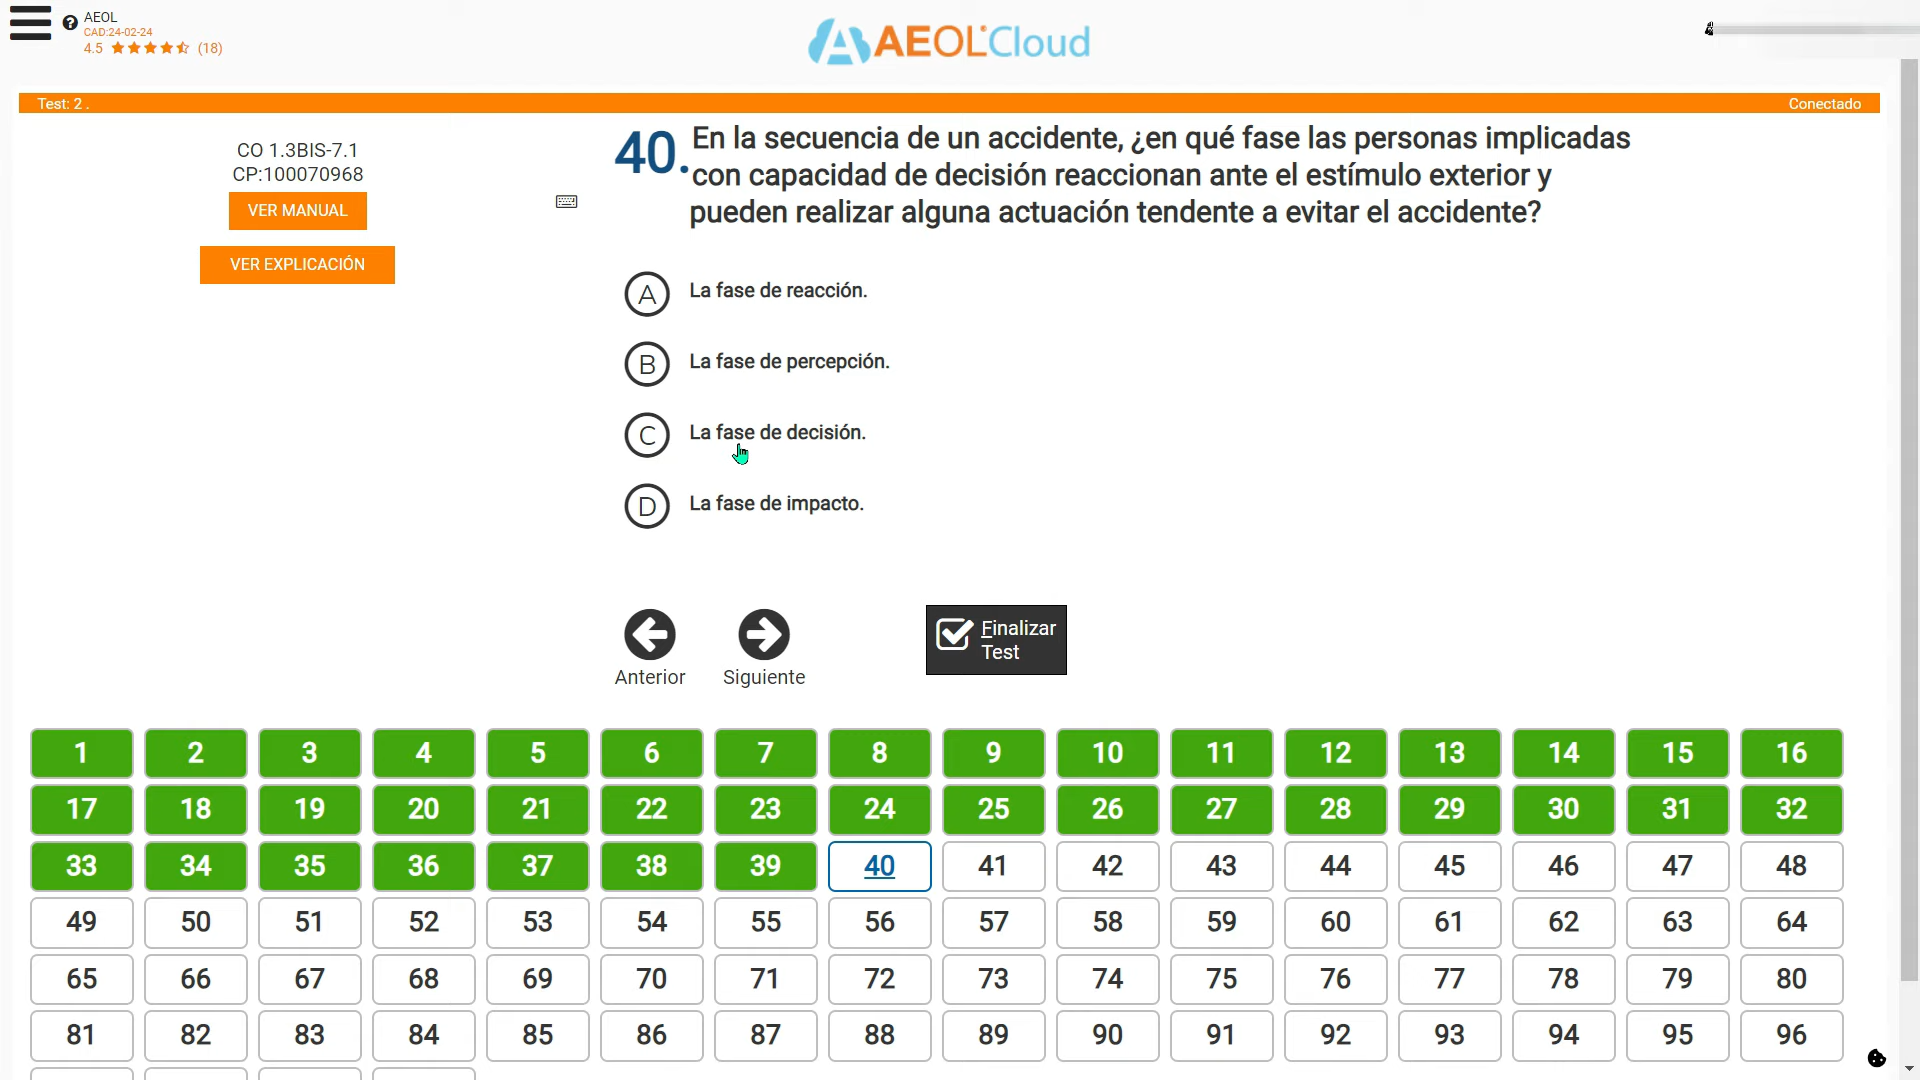 AEOL
CAD:24-02-24
4.5 (18)
AEOL Cloud
Test: 2 .
Conectado
CO 1.3BIS-7.1
CP:100070968
VER MANUAL
VER EXPLICACIÓN
40. En la secuencia de un accidente, ¿en qué fase las personas implicadas
con capacidad de decisión reaccionan ante el estímulo exterior y
pueden realizar alguna actuación tendente a evitar el accidente?
A La fase de reacción.
B La fase de percepción.
C La fase de decisión.
D La fase de impacto.
Anterior
Siguiente
Finalizar
Test
1 2 3 4 5 6 7 8 9 10 11 12 13 14 15 16
17 18 19 20 21 22 23 24 25 26 27 28 29 30 31 32
33 34 35 36 37 38 39 40 41 42 43 44 45 46 47 48
49 50 51 52 53 54 55 56 57 58 59 60 61 62 63 64
65 66 67 68 69 70 71 72 73 74 75 76 77 78 79 80
81 82 83 84 85 86 87 88 89 90 91 92 93 94 95 96